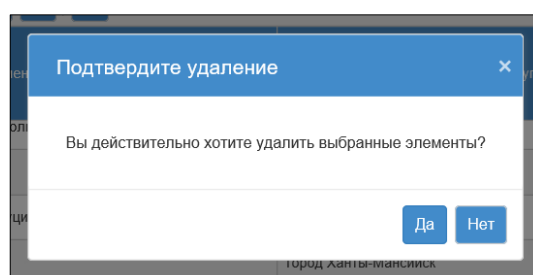 Подтвердите удаление ×
Вы действительно хотите удалить выбранные элементы?
Да Нет
город Ханты-Мансийск